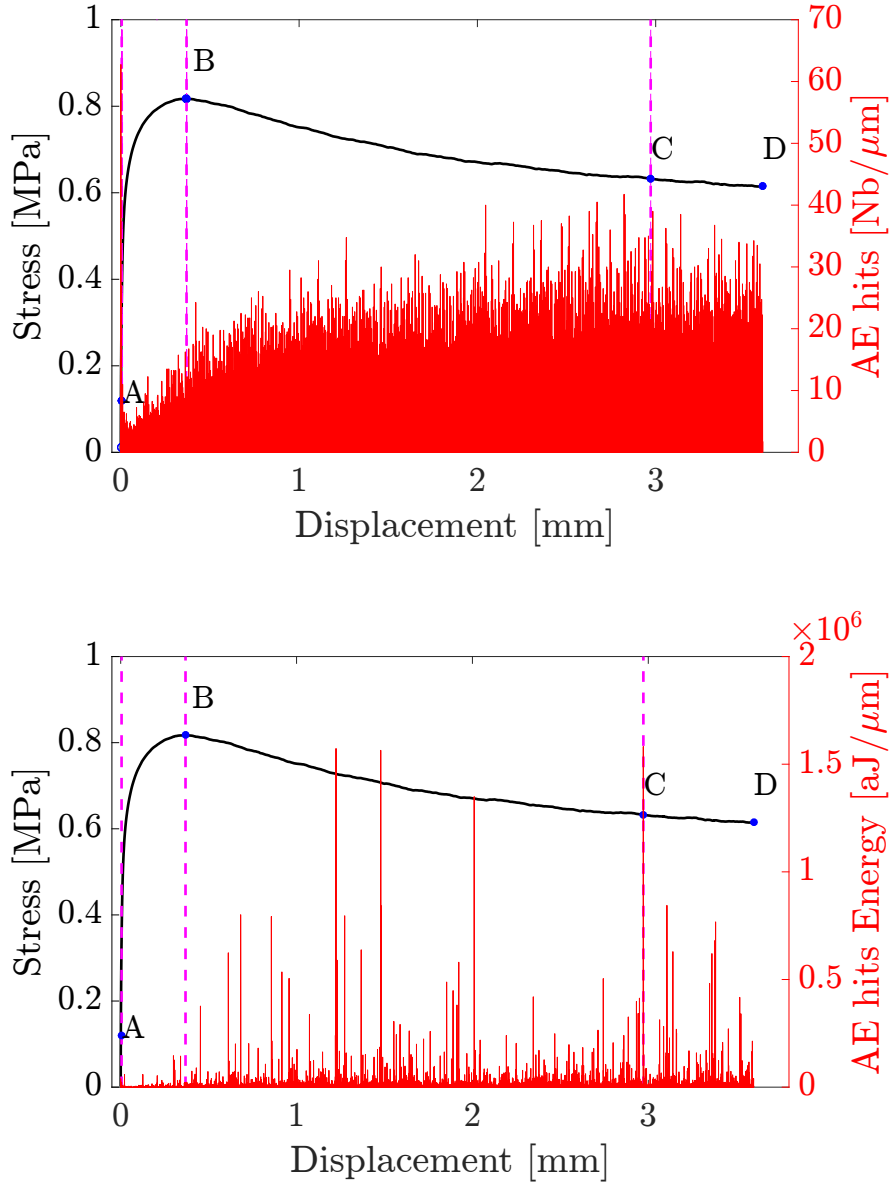 1
0.8
0.6
0.4
0.2
0
Stress [MPa]
70
60
50
40
30
20
10
0
AE hits [Nb/μm]
A
B
C
D
0 1 2 3
Displacement [mm]
×10⁶
1
0.8
0.6
0.4
0.2
0
Stress [MPa]
2
1.5
1
0.5
0
AE hits Energy [aJ/μm]
A
B
C
D
0 1 2 3
Displacement [mm]